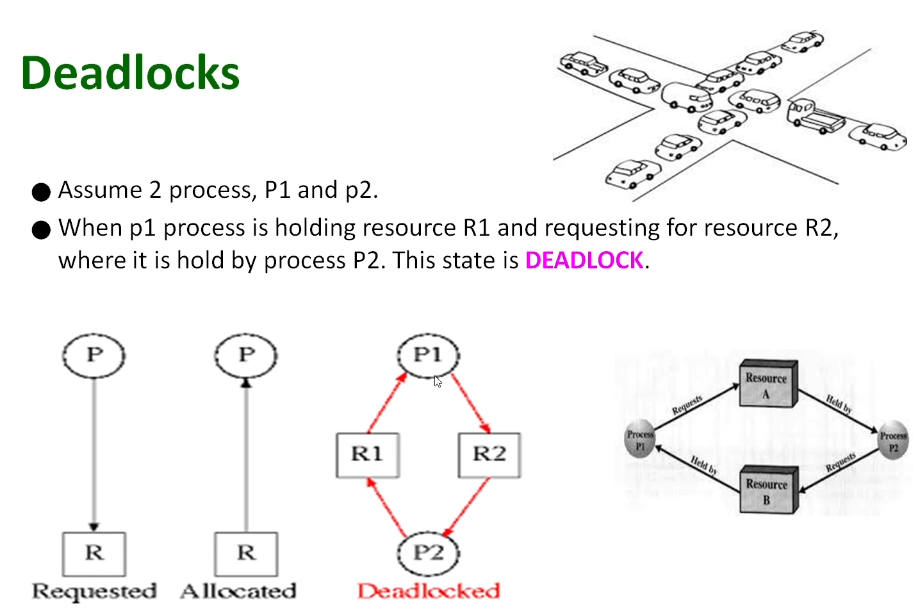 Deadlocks
● Assume 2 process, P1 and p2.
● When p1 process is holding resource R1 and requesting for resource R2,
where it is hold by process P2. This state is DEADLOCK.
P
R
Requested
P
R
Allocated
P1
R1
R2
P2
Deadlocked
Resource
A
Requests
Held by
Process
P1
Process
P2
Held by
Requests
Resource
B